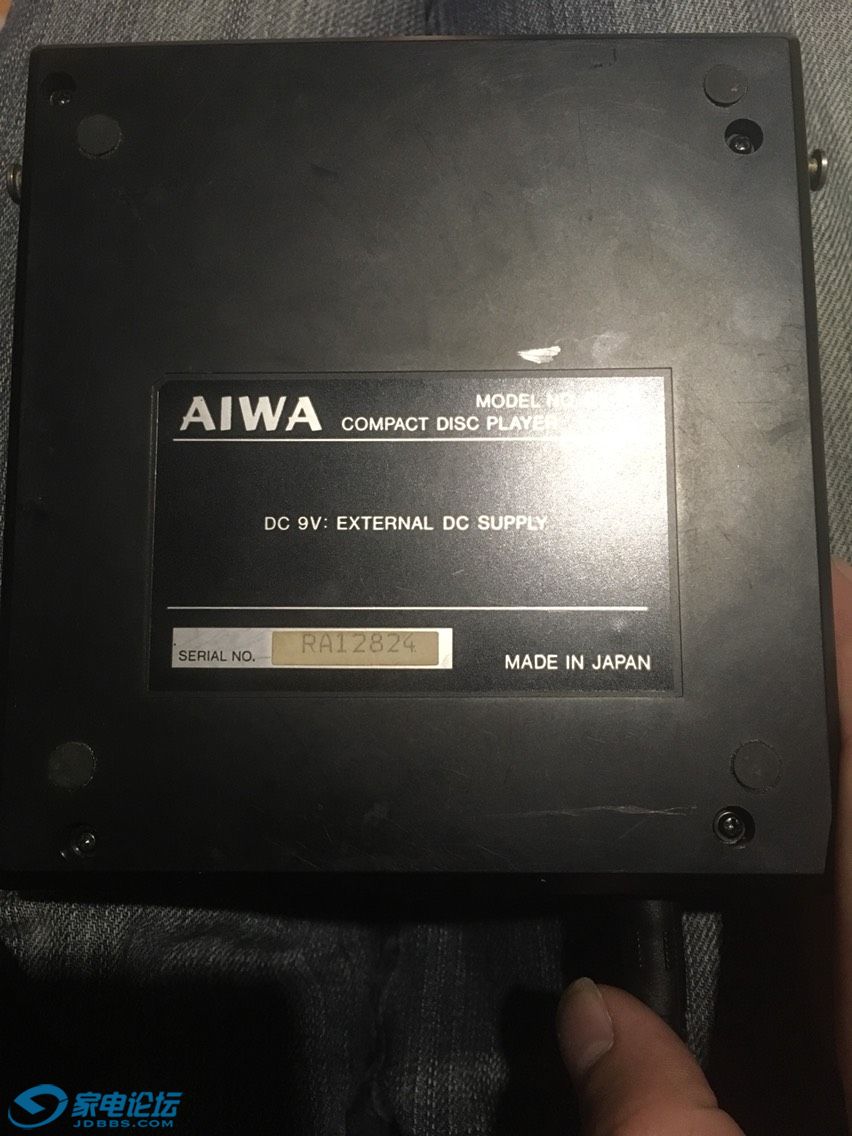 AIWA
MODEL NO.
COMPACT DISC PLAYER
DC 9V: EXTERNAL DC SUPPLY
SERIAL NO. RA12824
MADE IN JAPAN
家电论坛
JDBBS.COM